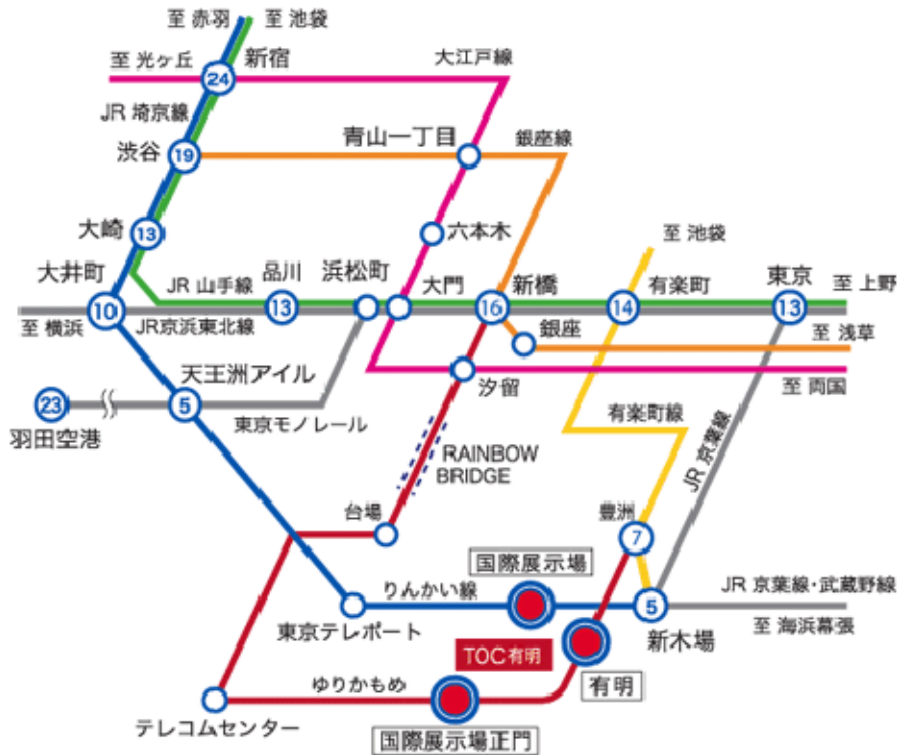 至 赤羽
至 池袋
至 光ヶ丘
新宿
大江戸線
24
JR 埼京線
渋谷
19
青山一丁目
銀座線
大崎
13
六本木
至 池袋
大井町
10
JR 山手線
品川
13
浜松町
大門
新橋
16
14
有楽町
東京
13
至 上野
至 横浜
JR京浜東北線
銀座
至 浅草
天王洲アイル
5
汐留
至 両国
23
羽田空港
東京モノレール
有楽町線
JR 京葉線
RAINBOW
BRIDGE
台場
豊洲
7
国際展示場
りんかい線
東京テレポート
5
新木場
JR 京葉線・武蔵野線
至 海浜幕張
TOC有明
有明
ゆりかもめ
テレコムセンター
国際展示場正門